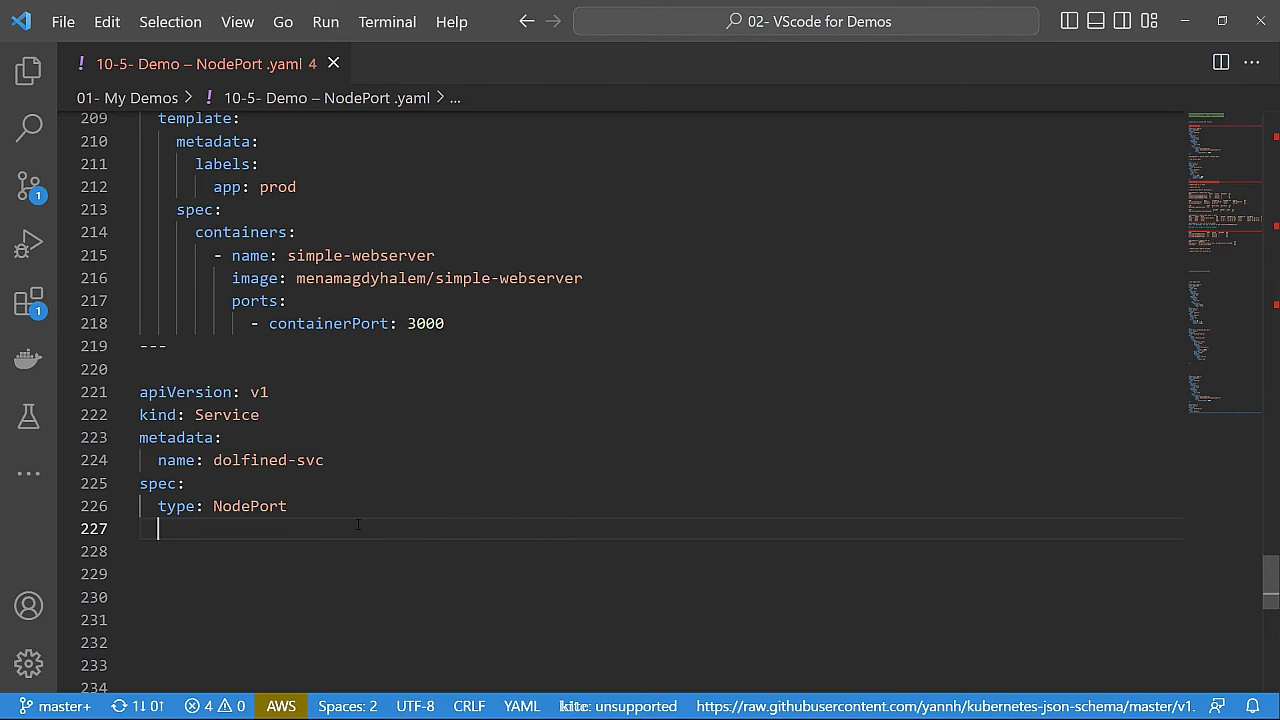 File Edit Selection View Go Run Terminal Help 02- VScode for Demos
! 10-5- Demo – NodePort .yaml 4
01- My Demos > ! 10-5- Demo – NodePort .yaml > ...
209 template:
210 metadata:
211 labels:
212 app: prod
213 spec:
214 containers:
215 - name: simple-webserver
216 image: menamagdyhalem/simple-webserver
217 ports:
218 - containerPort: 3000
219 ---
220
221 apiVersion: v1
222 kind: Service
223 metadata:
224 name: dolfined-svc
225 spec:
226 type: NodePort
227
228
229
230
231
232
233
234
1
1
master+ 1↓ 0↑ 4 0 AWS Spaces: 2 UTF-8 CRLF YAML kite: unsupported https://raw.githubusercontent.com/yannh/kubernetes-json-schema/master/v1.